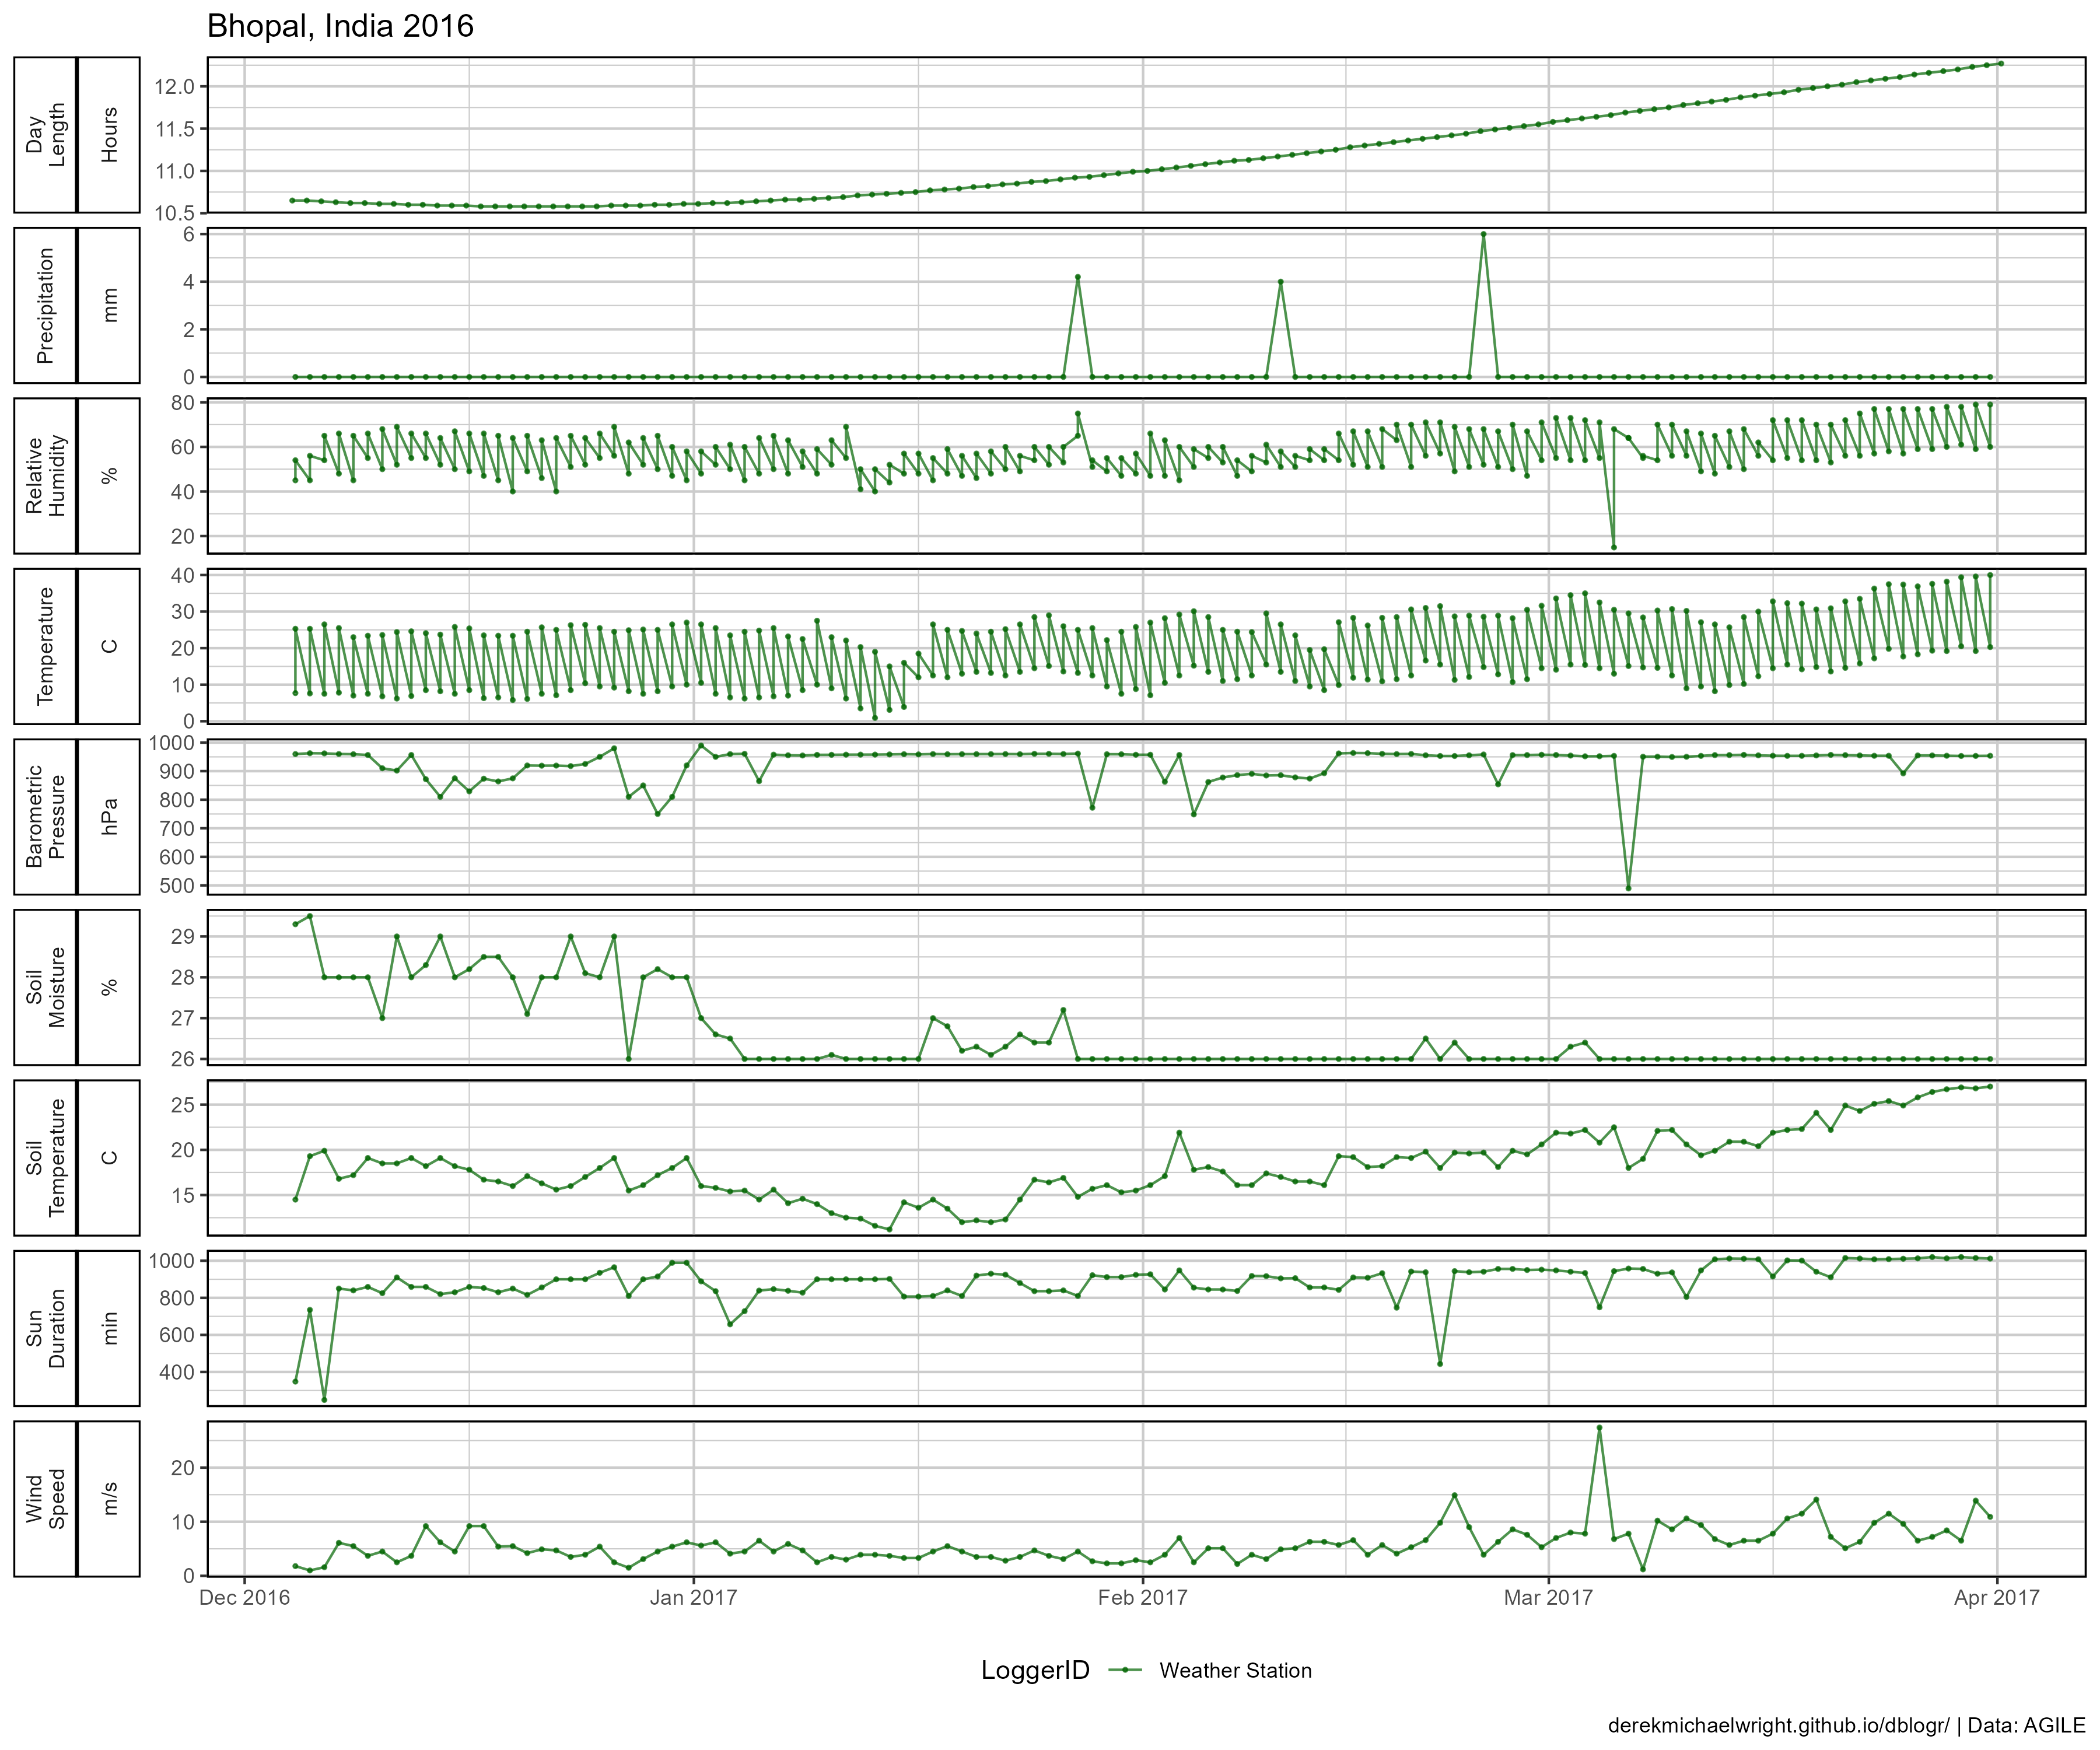 Bhopal, India 2016
Day
Length
Hours
12.0
11.5
11.0
10.5
Precipitation
mm
6
4
2
0
Relative
Humidity
%
80
60
40
20
Temperature
C
40
30
20
10
0
Barometric
Pressure
hPa
1000
900
800
700
600
500
Soil
Moisture
%
29
28
27
26
Soil
Temperature
C
25
20
15
Sun
Duration
min
1000
800
600
400
Wind
Speed
m/s
20
10
0
Dec 2016 Jan 2017 Feb 2017 Mar 2017 Apr 2017
LoggerID Weather Station
derekmichaelwright.github.io/dblogr/ | Data: AGILE